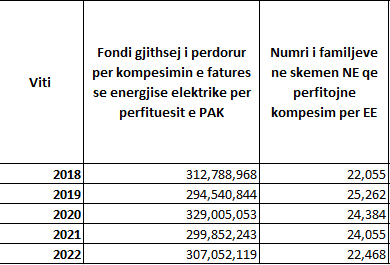 Viti
Fondi gjithsej i perdorur
per kompesimin e fatures
se energjise elektrike per
perfituesit e PAK
Numri i familjeve
ne skemen NE qe
perfitojne
kompesim per EE
2018 312,788,968 22,055
2019 294,540,844 25,262
2020 329,005,053 24,384
2021 299,852,243 24,055
2022 307,052,119 22,468